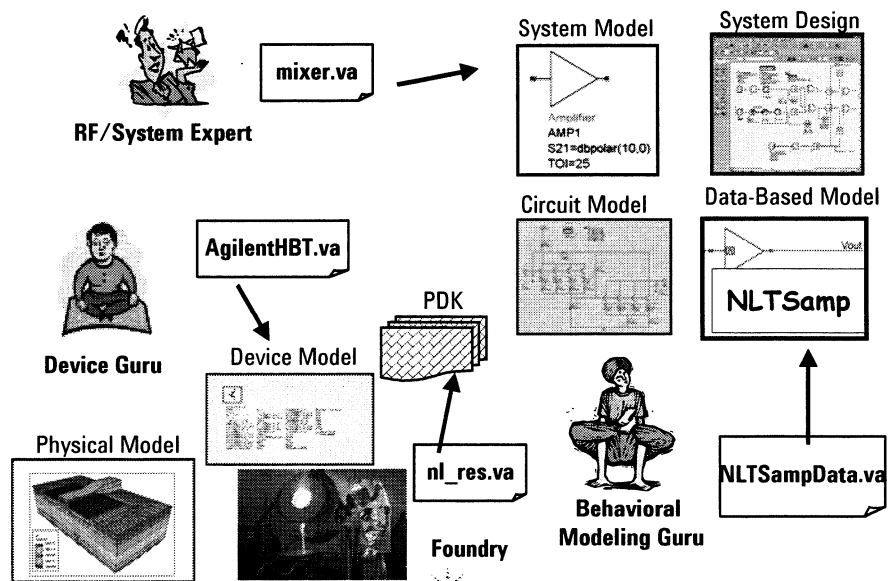 System Model
System Design
mixer.va
RF/System Expert
Amplifier
AMP1
S21=dbpolar(10,0)
TOI=25
Circuit Model
Data-Based Model
AgilentHBT.va
Vout
NLTSamp
PDK
Device Guru
Device Model
Physical Model
nl_res.va
NLTSampData.va
Behavioral
Modeling Guru
Foundry